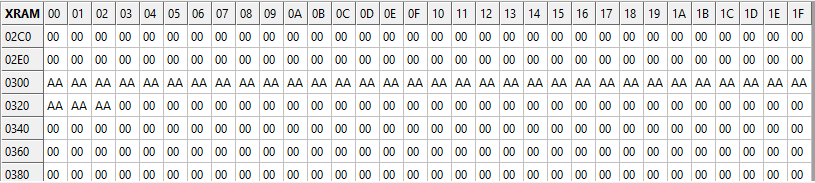 XRAM 00 01 02 03 04 05 06 07 08 09 0A 0B 0C 0D 0E 0F 10 11 12 13 14 15 16 17 18 19 1A 1B 1C 1D 1E 1F
02C0 00 00 00 00 00 00 00 00 00 00 00 00 00 00 00 00 00 00 00 00 00 00 00 00 00 00 00 00 00 00 00 00
02E0 00 00 00 00 00 00 00 00 00 00 00 00 00 00 00 00 00 00 00 00 00 00 00 00 00 00 00 00 00 00 00 00
0300 AA AA AA AA AA AA AA AA AA AA AA AA AA AA AA AA AA AA AA AA AA AA AA AA AA AA AA AA AA AA AA AA
0320 AA AA AA 00 00 00 00 00 00 00 00 00 00 00 00 00 00 00 00 00 00 00 00 00 00 00 00 00 00 00 00 00
0340 00 00 00 00 00 00 00 00 00 00 00 00 00 00 00 00 00 00 00 00 00 00 00 00 00 00 00 00 00 00 00 00
0360 00 00 00 00 00 00 00 00 00 00 00 00 00 00 00 00 00 00 00 00 00 00 00 00 00 00 00 00 00 00 00 00
0380 00 00 00 00 00 00 00 00 00 00 00 00 00 00 00 00 00 00 00 00 00 00 00 00 00 00 00 00 00 00 00 00